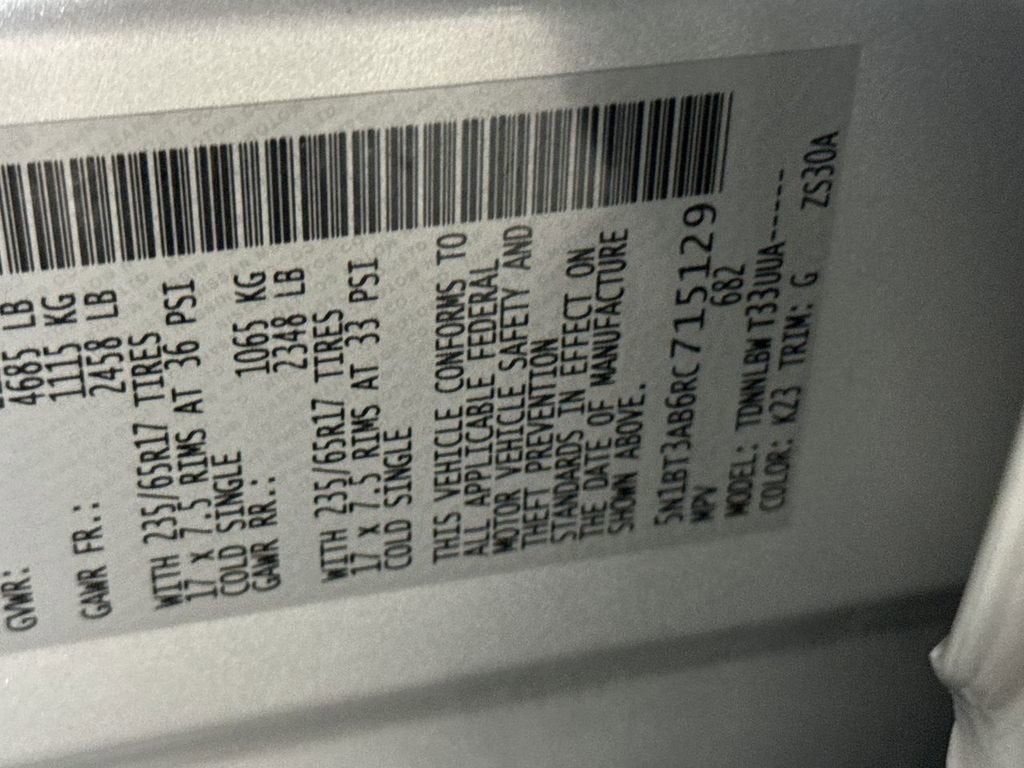 GVWR: 4685 LB
1115 KG
GAWR FR.: 2458 LB
WITH 235/65R17 TIRES
17 x 7.5 RIMS AT 36 PSI
COLD SINGLE
1065 KG
GAWR RR.: 2348 LB
WITH 235/65R17 TIRES
17 x 7.5 RIMS AT 33 PSI
COLD SINGLE
THIS VEHICLE CONFORMS TO
ALL APPLICABLE FEDERAL
MOTOR VEHICLE SAFETY AND
THEFT PREVENTION
STANDARDS IN EFFECT ON
THE DATE OF MANUFACTURE
SHOWN ABOVE.
5N1BT3AB6RC715129
MPV 682
MODEL: TDNNLBW T33UUA-----
COLOR: K23 TRIM: G ZS30A